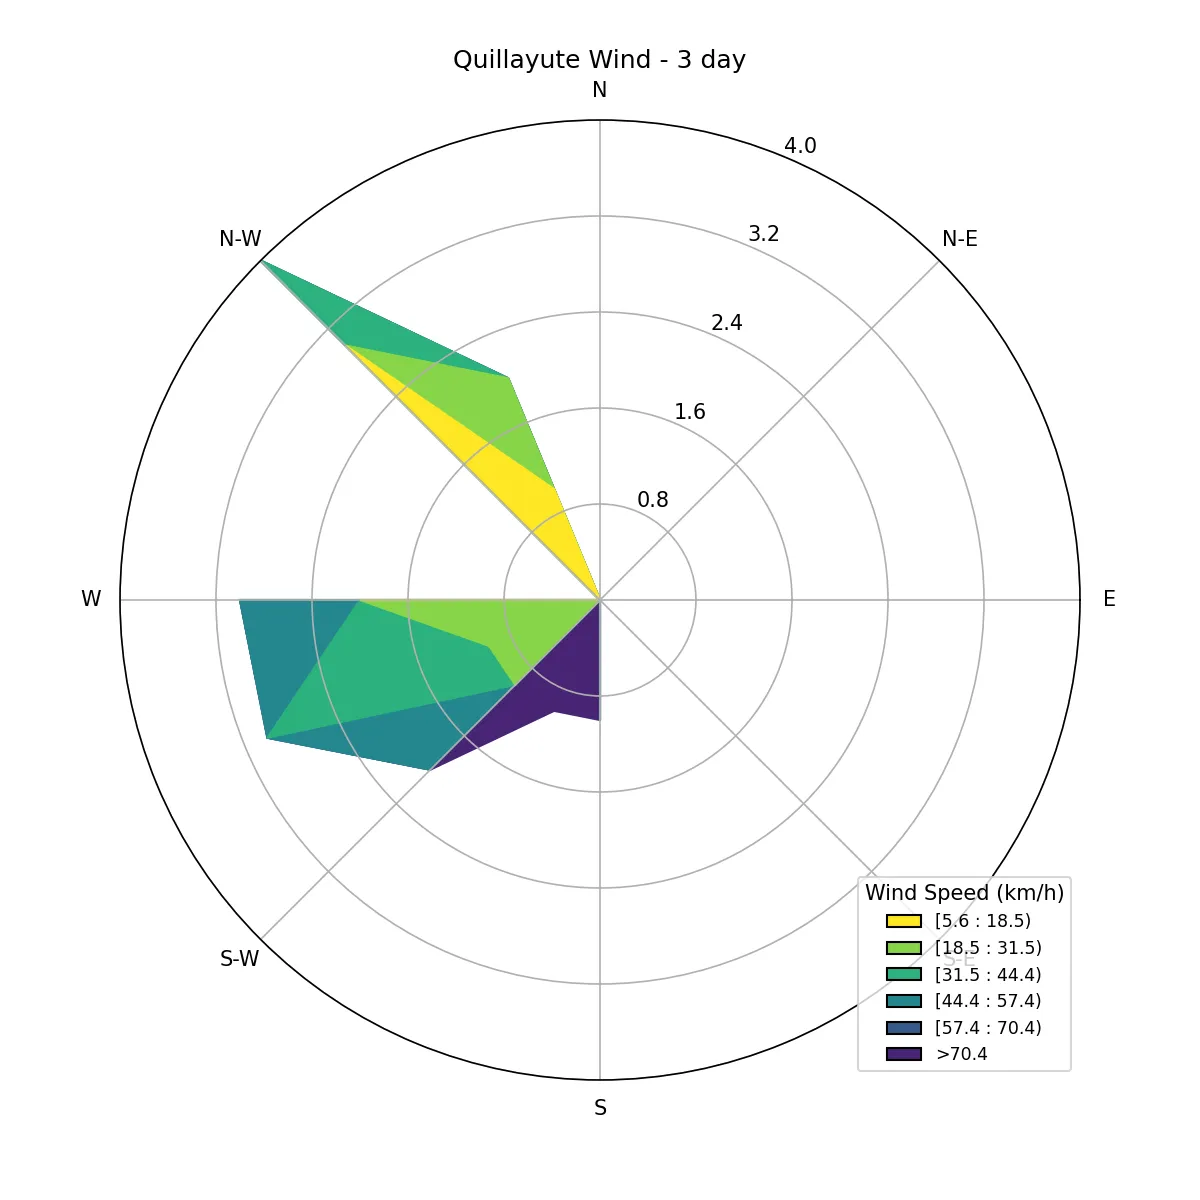 Quillayute Wind - 3 day
N
4.0
N-W
3.2
N-E
2.4
1.6
0.8
W
E
Wind Speed (km/h)
[5.6 : 18.5)
[18.5 : 31.5)
S-W
S-E
[31.5 : 44.4)
[44.4 : 57.4)
[57.4 : 70.4)
>70.4
S